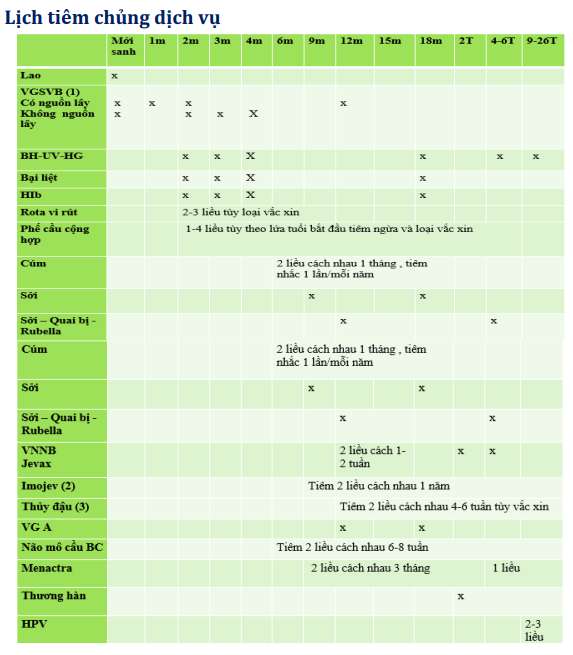 Lịch tiêm chủng dịch vụ
Mới sanh 1m 2m 3m 4m 6m 9m 12m 15m 18m 2T 4-6T 9-26T
Lao x
VGSVB (1)
Có nguồn lây x x x x
Không nguồn lây x x x X
BH-UV-HG x x X x x x
Bại liệt x x X x
HIb x x X x
Rota vi rút 2-3 liều tùy loại vắc xin
Phế cầu cộng hợp 1-4 liều tùy theo lứa tuổi bắt đầu tiêm ngừa và loại vắc xin
Cúm 2 liều cách nhau 1 tháng , tiêm
nhắc 1 lần/mỗi năm
Sởi x x
Sởi – Quai bị -
Rubella x x
Cúm 2 liều cách nhau 1 tháng , tiêm
nhắc 1 lần/mỗi năm
Sởi x x
Sởi – Quai bị -
Rubella x x
VNNB 2 liều cách 1- x x
Jevax 2 tuần
Imojev (2) Tiêm 2 liều cách nhau 1 năm
Thủy đậu (3) Tiêm 2 liều cách nhau 4-6 tuần tùy vắc xin
VG A x x
Não mô cầu BC Tiêm 2 liều cách nhau 6-8 tuần
Menactra 2 liều cách nhau 3 tháng 1 liều
Thương hàn x
HPV 2-3
liều